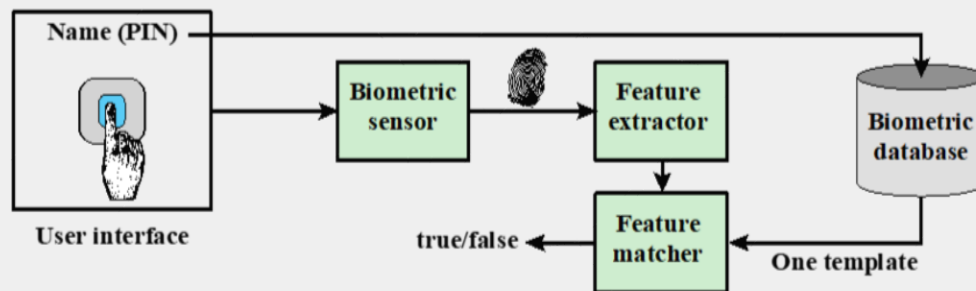 Name (PIN)
Biometric
sensor
Feature
extractor
Biometric
database
User interface
true/false
Feature
matcher
One template